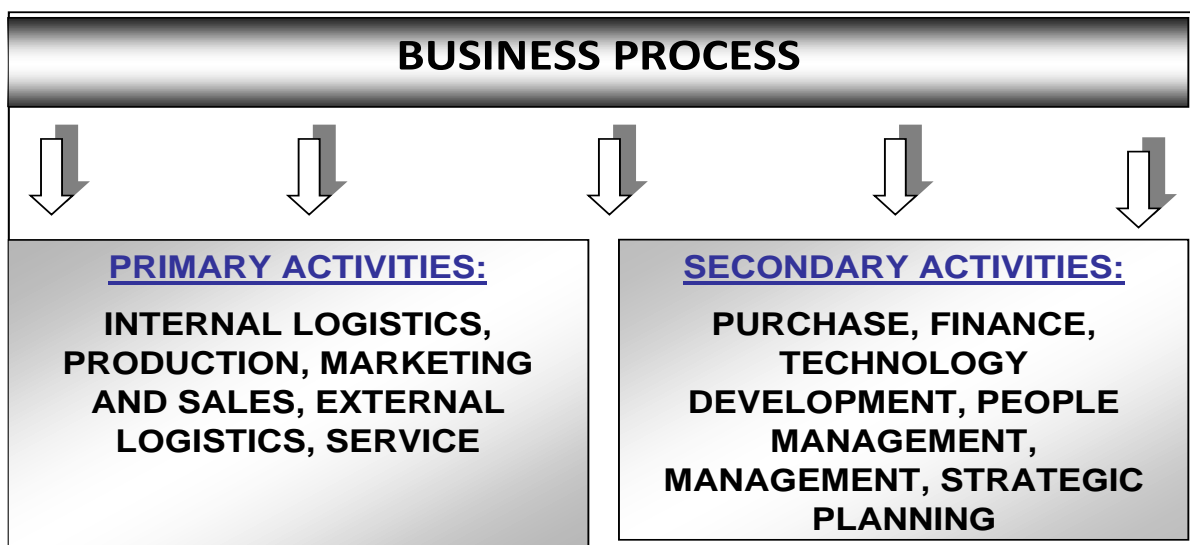 BUSINESS PROCESS
PRIMARY ACTIVITIES:
INTERNAL LOGISTICS,
PRODUCTION, MARKETING
AND SALES, EXTERNAL
LOGISTICS, SERVICE
SECONDARY ACTIVITIES:
PURCHASE, FINANCE,
TECHNOLOGY
DEVELOPMENT, PEOPLE
MANAGEMENT,
MANAGEMENT, STRATEGIC
PLANNING